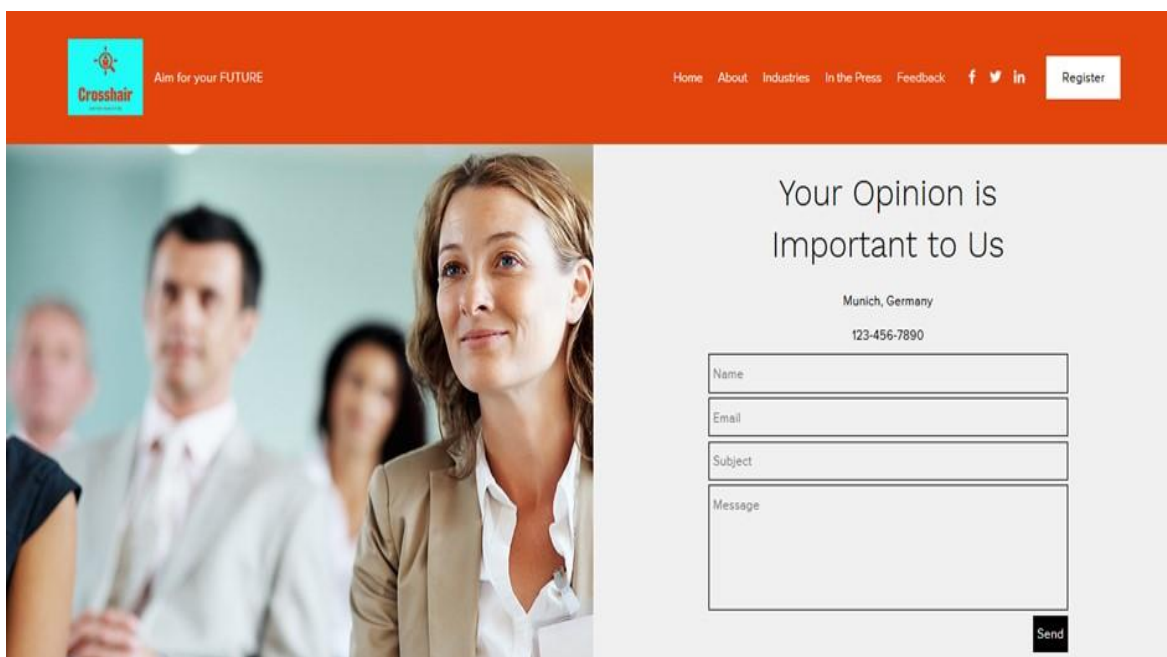 Crosshair
Aim for your FUTURE
Home About Industries In the Press Feedback f in Register
Your Opinion is
Important to Us
Munich, Germany
123-456-7890
Name
Email
Subject
Message
Send